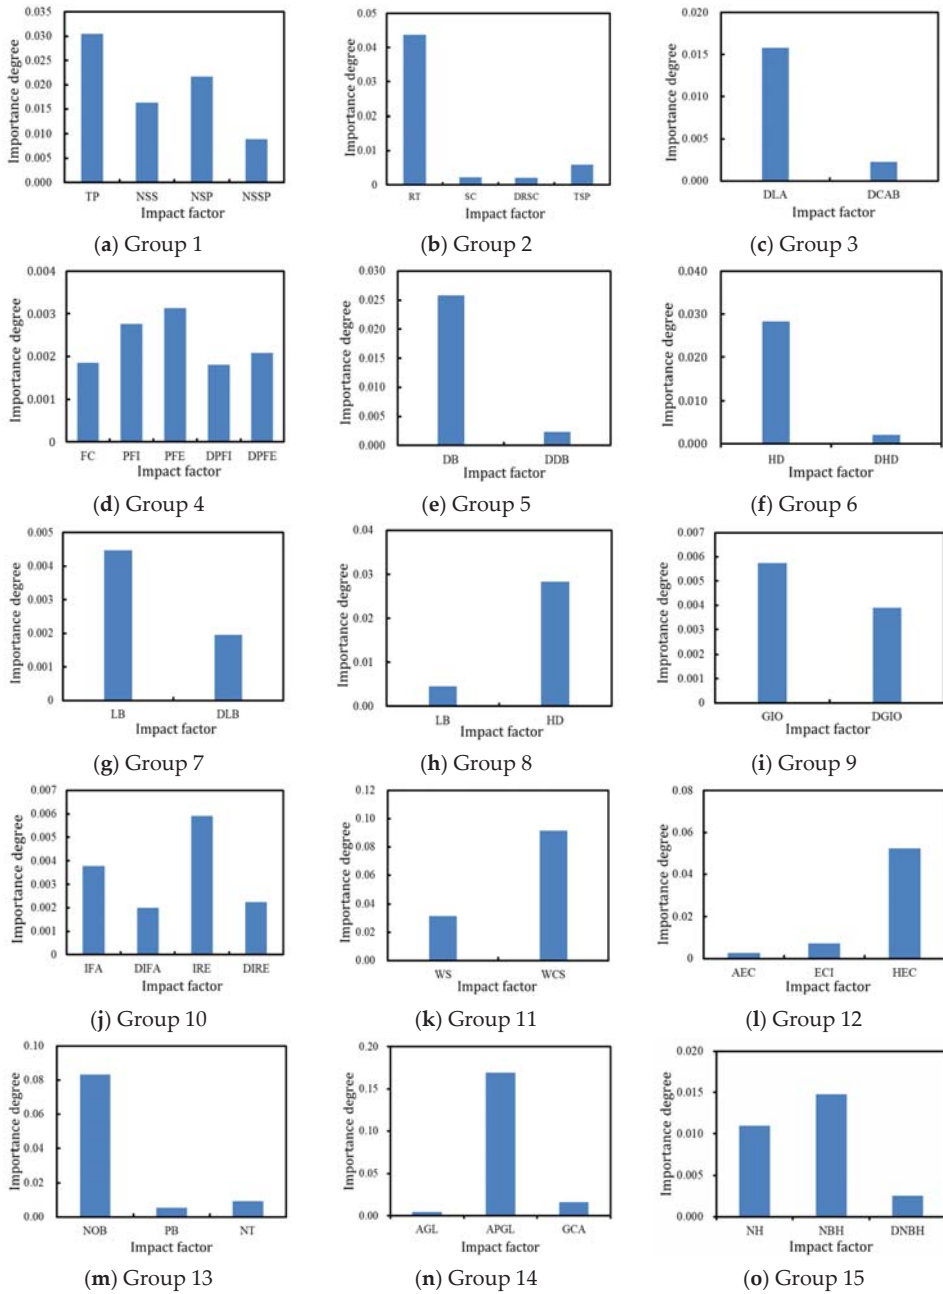 Importance degree
0.035
0.030
0.025
0.020
0.015
0.010
0.005
0.000
TP NSS NSP NSSP
Impact factor
(a) Group 1
Importance degree
0.05
0.04
0.03
0.02
0.01
0
RT SC DRSC TSP
Impact factor
(b) Group 2
Importance degree
0.020
0.015
0.010
0.005
0.000
DLA DCAB
Impact factor
(c) Group 3
Importance degree
0.004
0.003
0.002
0.001
0
FC PFI PFE DPFI DPFE
Impact factor
(d) Group 4
Importance degree
0.030
0.025
0.020
0.015
0.010
0.005
0.000
DB DDB
Impact factor
(e) Group 5
Importance degree
0.040
0.030
0.020
0.010
0.000
HD DHD
Impact factor
(f) Group 6
Importance degree
0.005
0.004
0.003
0.002
0.001
0
LB DLB
Impact factor
(g) Group 7
Importance degree
0.04
0.03
0.02
0.01
0.00
LB HD
Impact factor
(h) Group 8
Improtance degree
0.007
0.006
0.005
0.004
0.003
0.002
0.001
0
GIO DGIO
Impact factor
(i) Group 9
Importance degree
0.007
0.006
0.005
0.004
0.003
0.002
0.001
0
IFA DIFA IRE DIRE
Impact factor
(j) Group 10
Importance degree
0.12
0.10
0.08
0.06
0.04
0.02
0.00
WS WCS
Impact factor
(k) Group 11
Importance degree
0.08
0.06
0.04
0.02
0
AEC ECI HEC
Impact factor
(l) Group 12
Importance degree
0.10
0.08
0.06
0.04
0.02
0.00
NOB PB NT
Impact factor
(m) Group 13
Importance degree
0.20
0.15
0.10
0.05
0.00
AGL APGL GCA
Impact factor
(n) Group 14
Importance degree
0.020
0.015
0.010
0.005
0.000
NH NBH DNBH
Impact factor
(o) Group 15